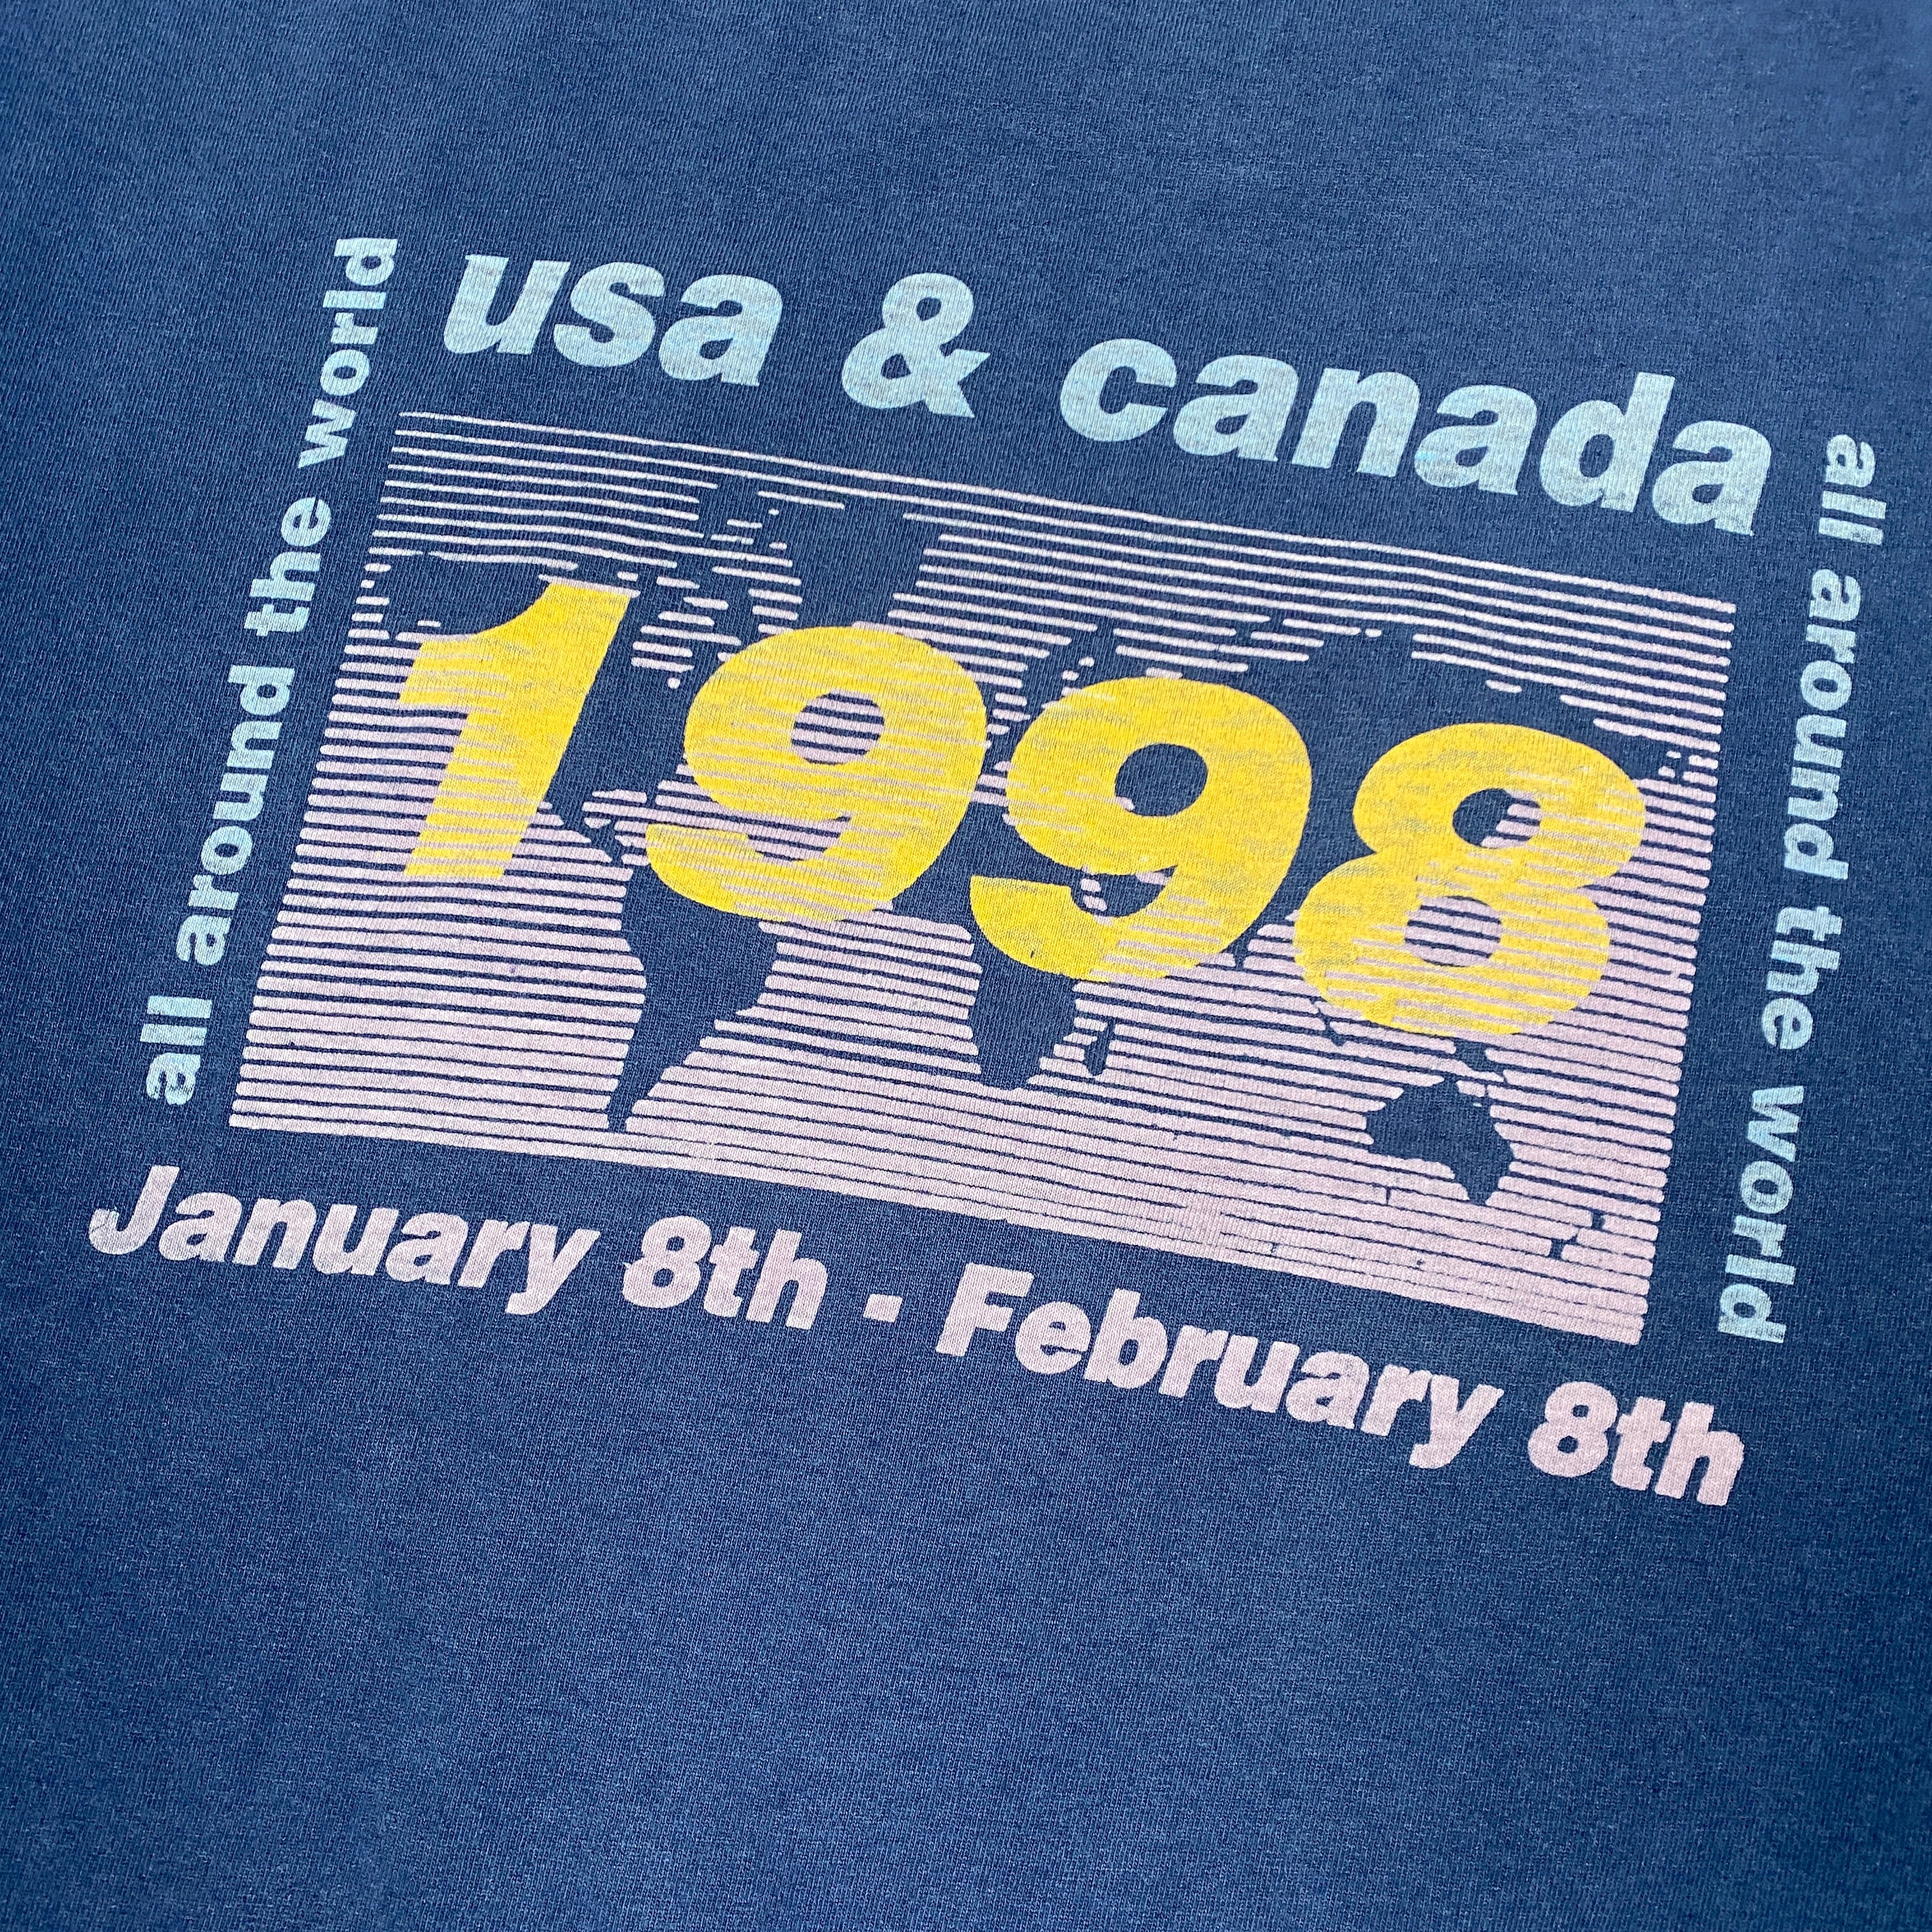 usa & canada
all around the world
1998
all around the world
January 8th - February 8th